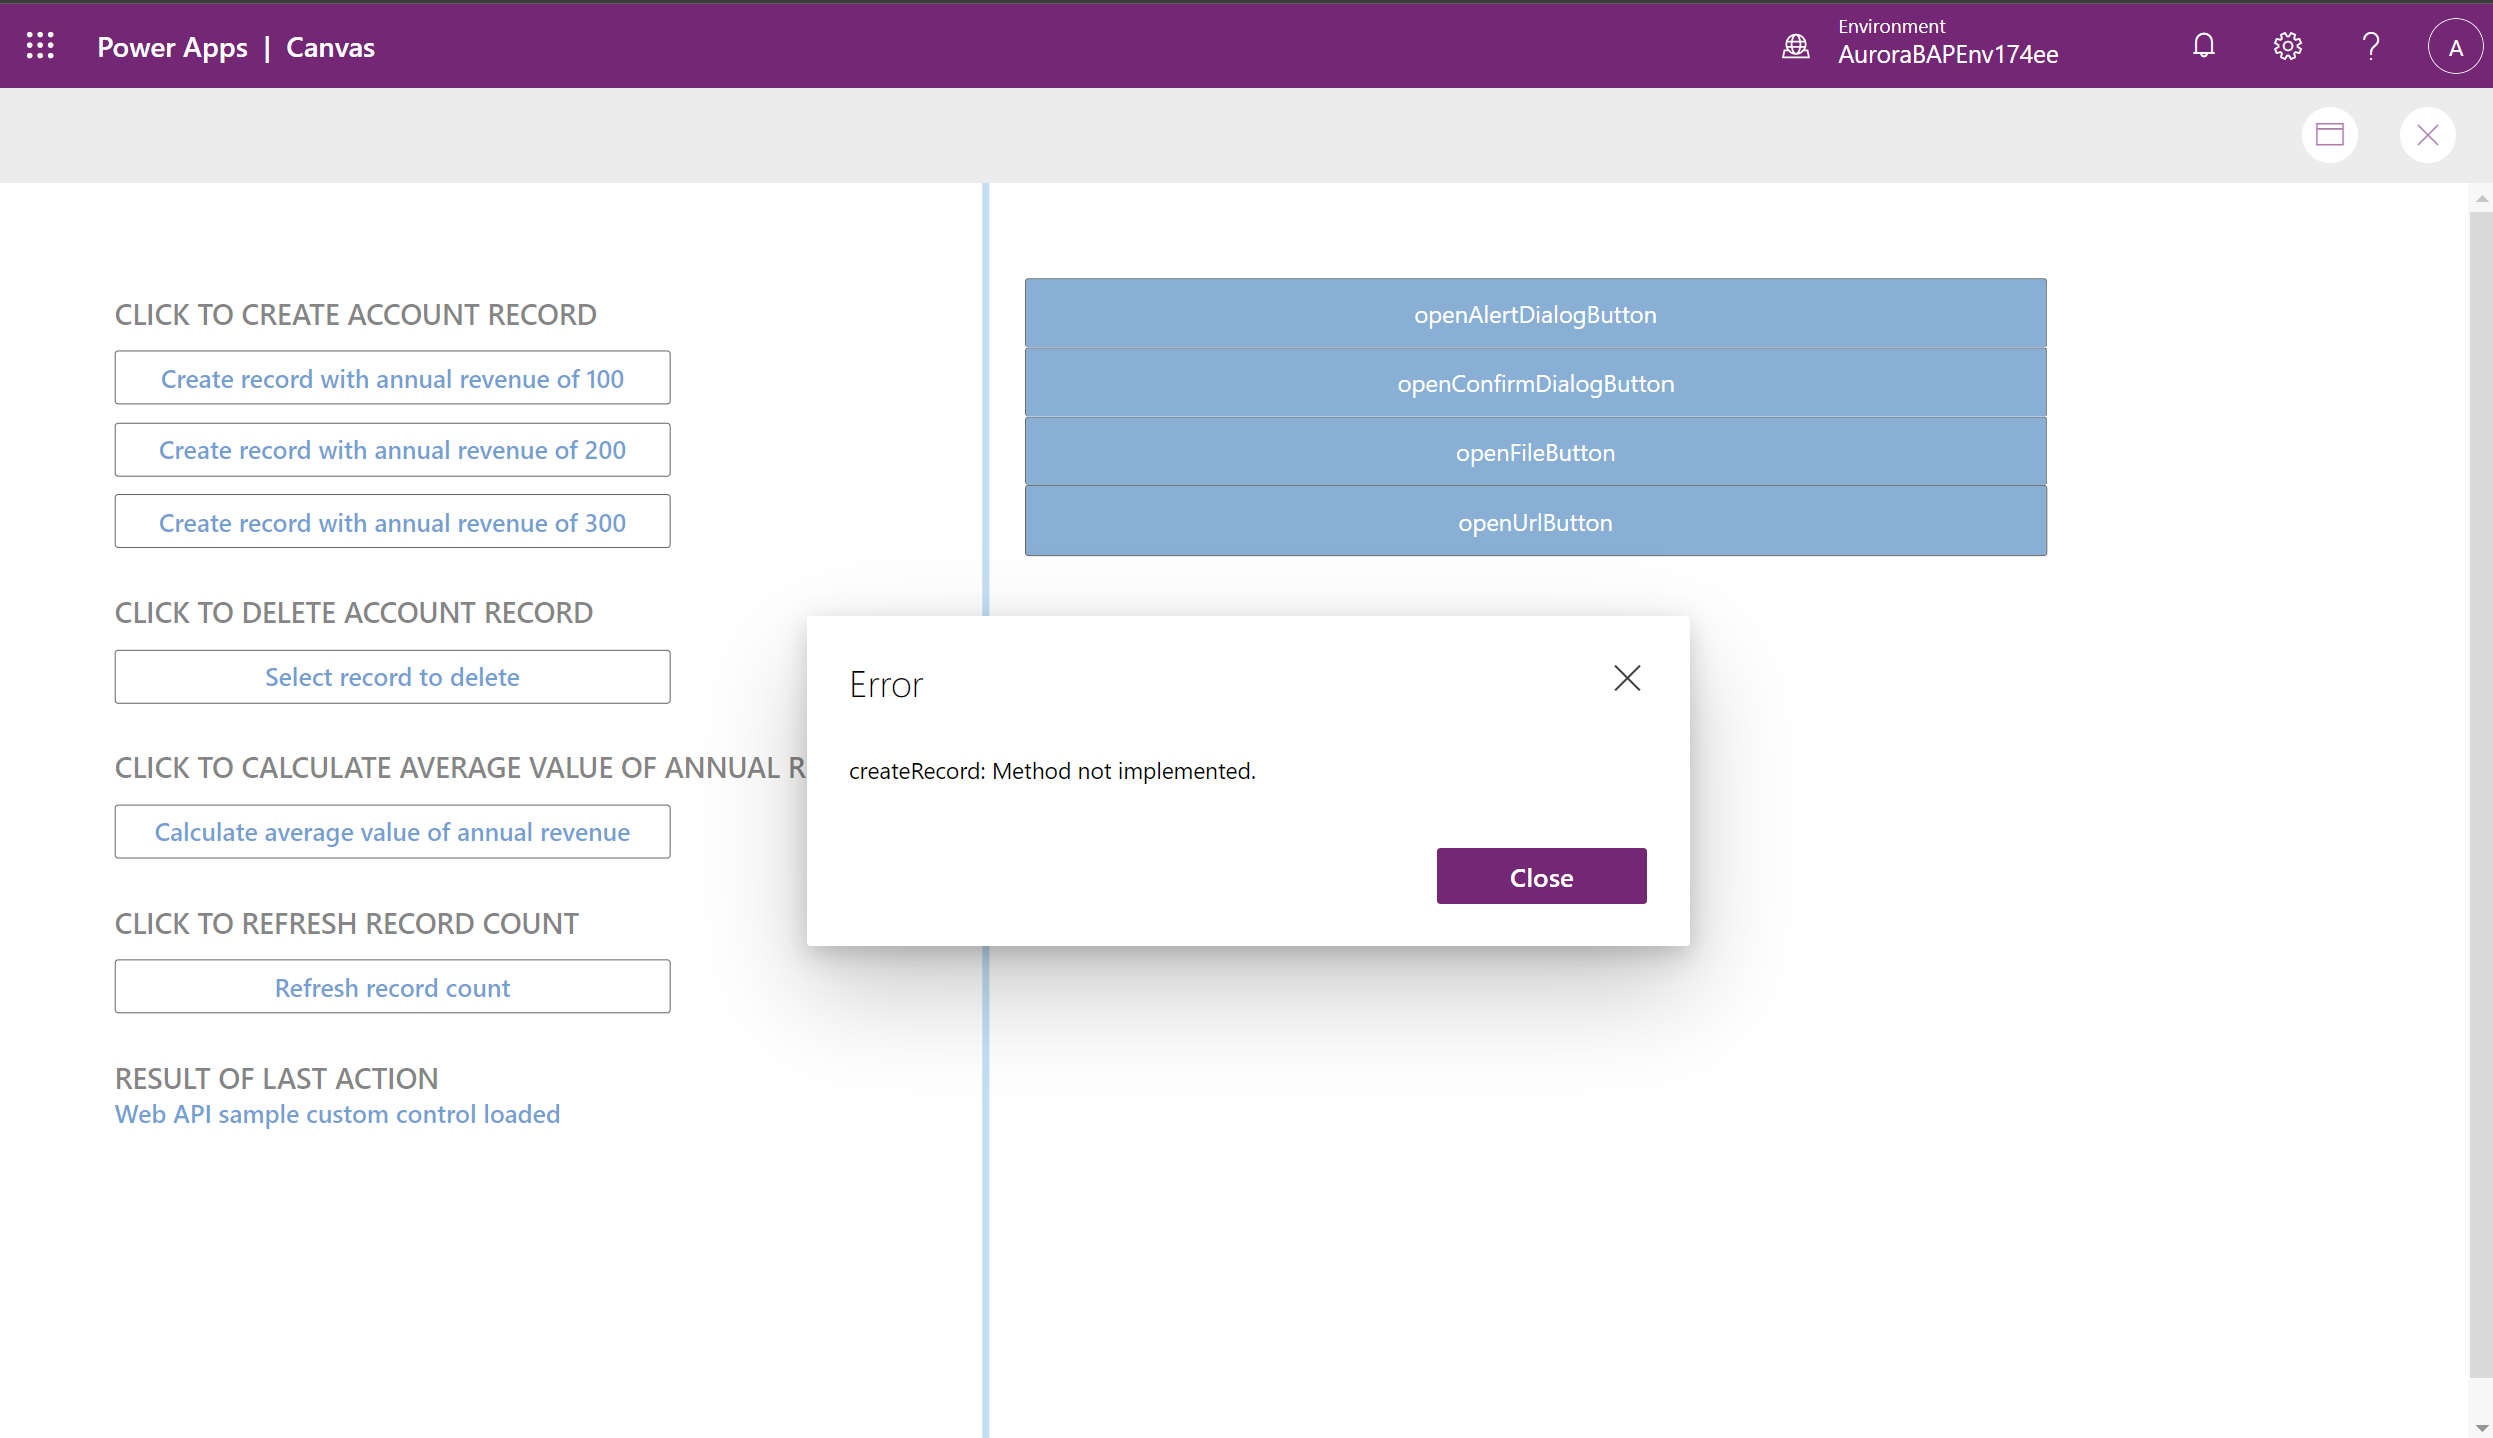 Power Apps | Canvas
Environment
AuroraBAPEnv174ee
A
CLICK TO CREATE ACCOUNT RECORD
Create record with annual revenue of 100
Create record with annual revenue of 200
Create record with annual revenue of 300
CLICK TO DELETE ACCOUNT RECORD
Select record to delete
CLICK TO CALCULATE AVERAGE VALUE OF ANNUAL R
Calculate average value of annual revenue
CLICK TO REFRESH RECORD COUNT
Refresh record count
RESULT OF LAST ACTION
Web API sample custom control loaded
openAlertDialogButton
openConfirmDialogButton
openFileButton
openUrlButton
Error
createRecord: Method not implemented.
Close